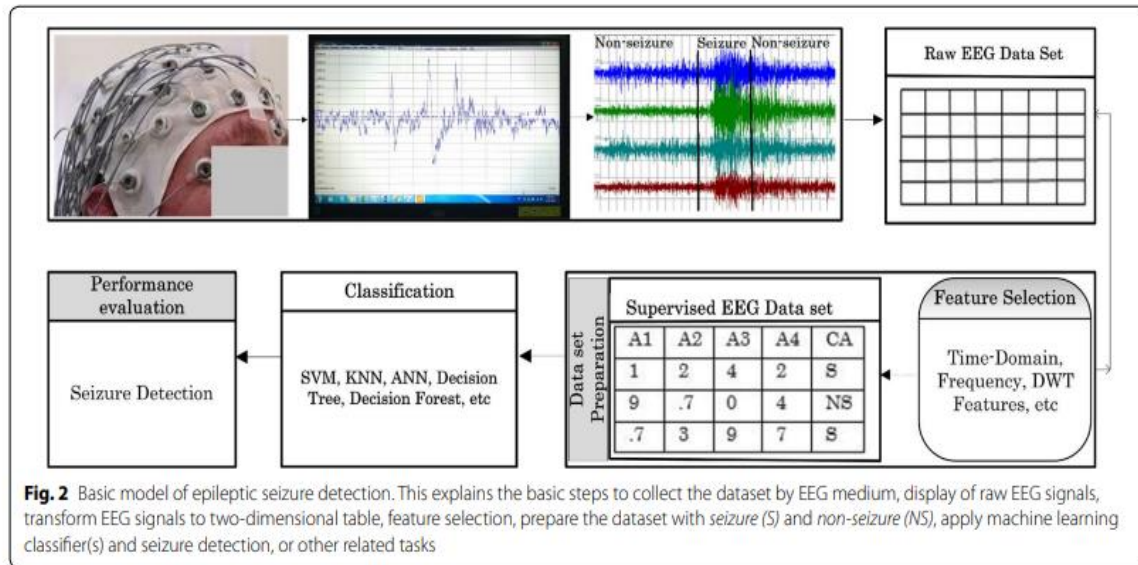 Non-seizure Seizure Non-seizure
Raw EEG Data Set
Performance
evaluation
Seizure Detection
Classification
SVM, KNN, ANN, Decision
Tree, Decision Forest, etc
Data set
Preparation
Supervised EEG Data set
A1 A2 A3 A4 CA
1 2 4 2 S
9 .7 0 4 NS
.7 3 9 7 S
Feature Selection
Time-Domain,
Frequency, DWT
Features, etc
Fig. 2 Basic model of epileptic seizure detection. This explains the basic steps to collect the dataset by EEG medium, display of raw EEG signals,
transform EEG signals to two-dimensional table, feature selection, prepare the dataset with seizure (S) and non-seizure (NS), apply machine learning
classifier(s) and seizure detection, or other related tasks